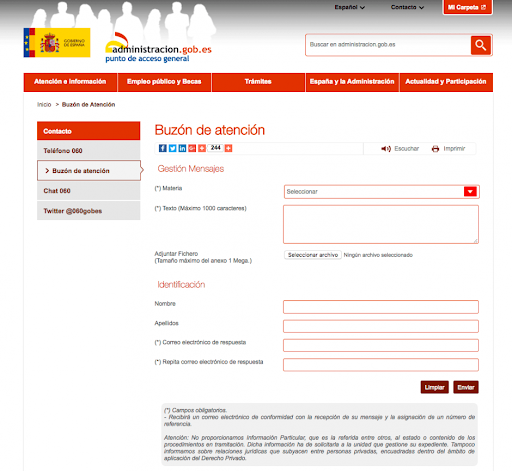 Español Contacto Mi Carpeta
GOBIERNO DE ESPAÑA
administracion.gob.es
punto de acceso general
Buscar en administracion.gob.es
Atención e Información Empleo público y Becas Trámites España y la Administración Actualidad y Participación
Inicio > Buzón de Atención
Contacto
Teléfono 060
> Buzón de atención
Chat 060
Twitter @060gobes
Buzón de atención
244
Escuchar Imprimir
Gestión Mensajes
(*) Materia Seleccionar
(*) Texto (Máximo 1000 caracteres)
Adjuntar Fichero Seleccionar archivo Ningún archivo seleccionado
(Tamaño máximo del anexo 1 Mega.)
Identificación
Nombre
Apellidos
(*) Correo electrónico de respuesta
(*) Repita correo electrónico de respuesta
Limpiar Enviar
(*) Campos obligatorios.
- Recibirá un correo electrónico de conformidad con la recepción de su mensaje y la asignación de un número de
referencia.
Atención: No proporcionamos Información Particular, que es la referida entre otros, al estado o contenido de los
procedimientos en tramitación. Dicha información ha de solicitarla a la unidad que gestione su expediente. Tampoco
informamos sobre relaciones jurídicas que subyacen entre personas privadas, encuadradas dentro del ámbito de
aplicación del Derecho Privado.